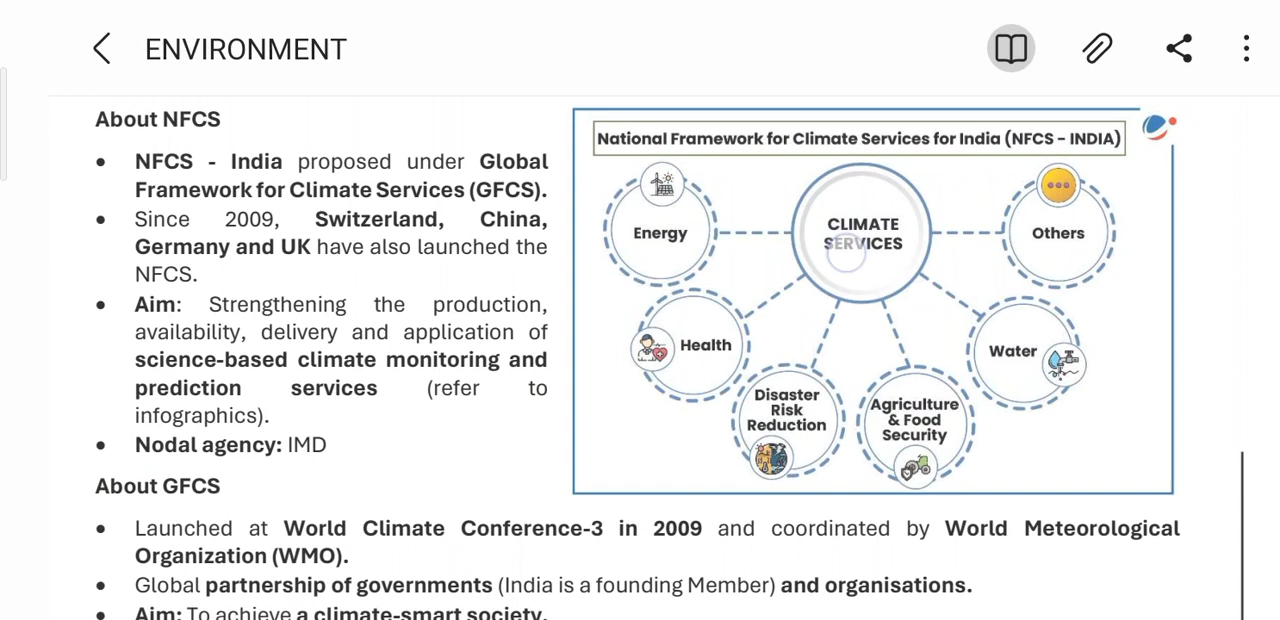 ENVIRONMENT
About NFCS
• NFCS - India proposed under Global
Framework for Climate Services (GFCS).
• Since 2009, Switzerland, China,
Germany and UK have also launched the
NFCS.
• Aim: Strengthening the production,
availability, delivery and application of
science-based climate monitoring and
prediction services (refer to
infographics).
• Nodal agency: IMD
National Framework for Climate Services for India (NFCS – INDIA)
CLIMATE
SERVICES
Energy
Health
Disaster
Risk
Reduction
Agriculture
& Food
Security
Water
Others
About GFCS
• Launched at World Climate Conference-3 in 2009 and coordinated by World Meteorological
Organization (WMO).
• Global partnership of governments (India is a founding Member) and organisations.
• Aim: To achieve a climate-smart society.